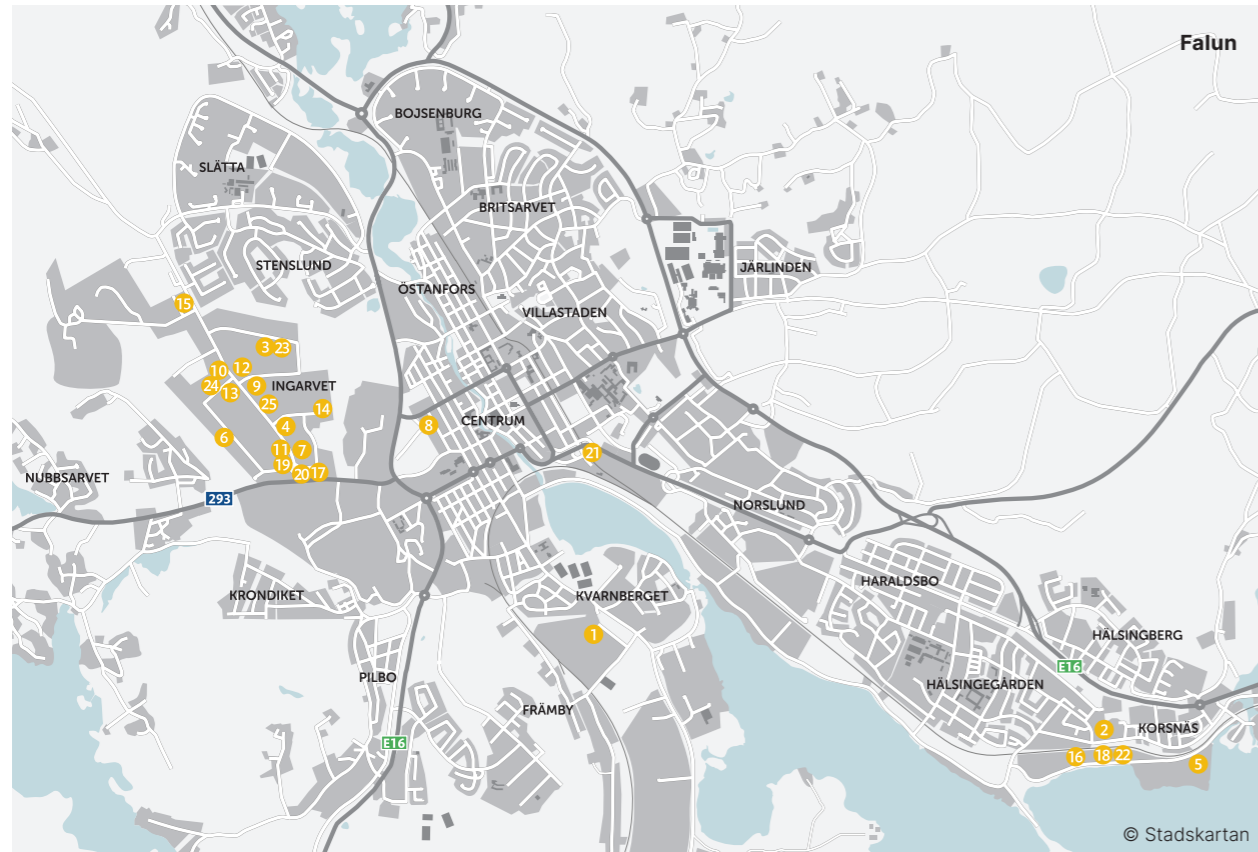 Falun
BOJSENBURG
SLÄTTA
BRITSARVET
STENSLUND
JÄRLINDEN
ÖSTANFORS
15
VILLASTADEN
3 23
10 12
24 13 9 INGARVET
25 14
4
8 CENTRUM
6
11 7
21
19
20 17
NUBBSARVET
293
NORSLUND
HARALDSBO
KRONDIKET
KVARNBERGET
1
HÄLSINGBERG
E16
PILBO
HÄLSINGEGÅRDEN
FRÄMBY
2 KORSNÄS
E16
16 18 22
5
© Stadskartan